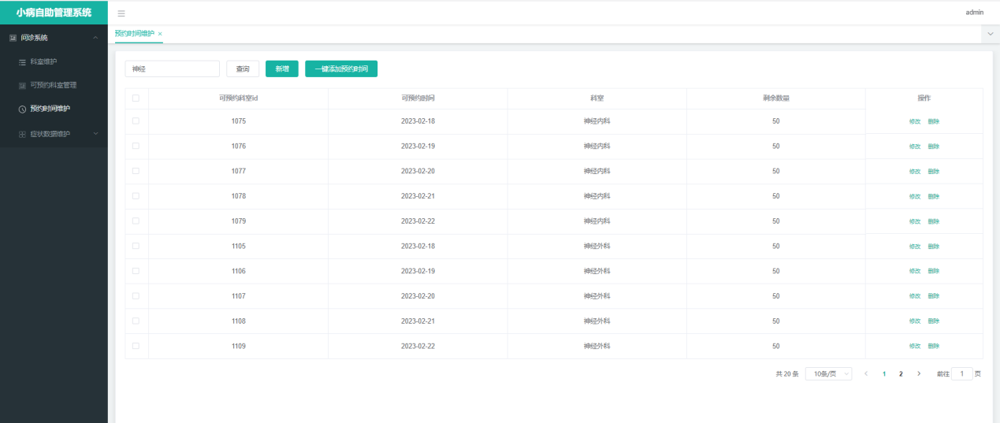 小病自助管理系统
admin
问诊系统
预约时间维护 ×
科室维护
可预约科室管理
预约时间维护
症状数据维护
神经 查询 新增 一键添加预约时间
可预约科室id 可预约时间 科室 剩余数量 操作
1075 2023-02-18 神经内科 50 修改 删除
1076 2023-02-19 神经内科 50 修改 删除
1077 2023-02-20 神经内科 50 修改 删除
1078 2023-02-21 神经内科 50 修改 删除
1079 2023-02-22 神经内科 50 修改 删除
1105 2023-02-18 神经外科 50 修改 删除
1106 2023-02-19 神经外科 50 修改 删除
1107 2023-02-20 神经外科 50 修改 删除
1108 2023-02-21 神经外科 50 修改 删除
1109 2023-02-22 神经外科 50 修改 删除
共 20 条 10条/页 < 1 2 > 前往 1 页